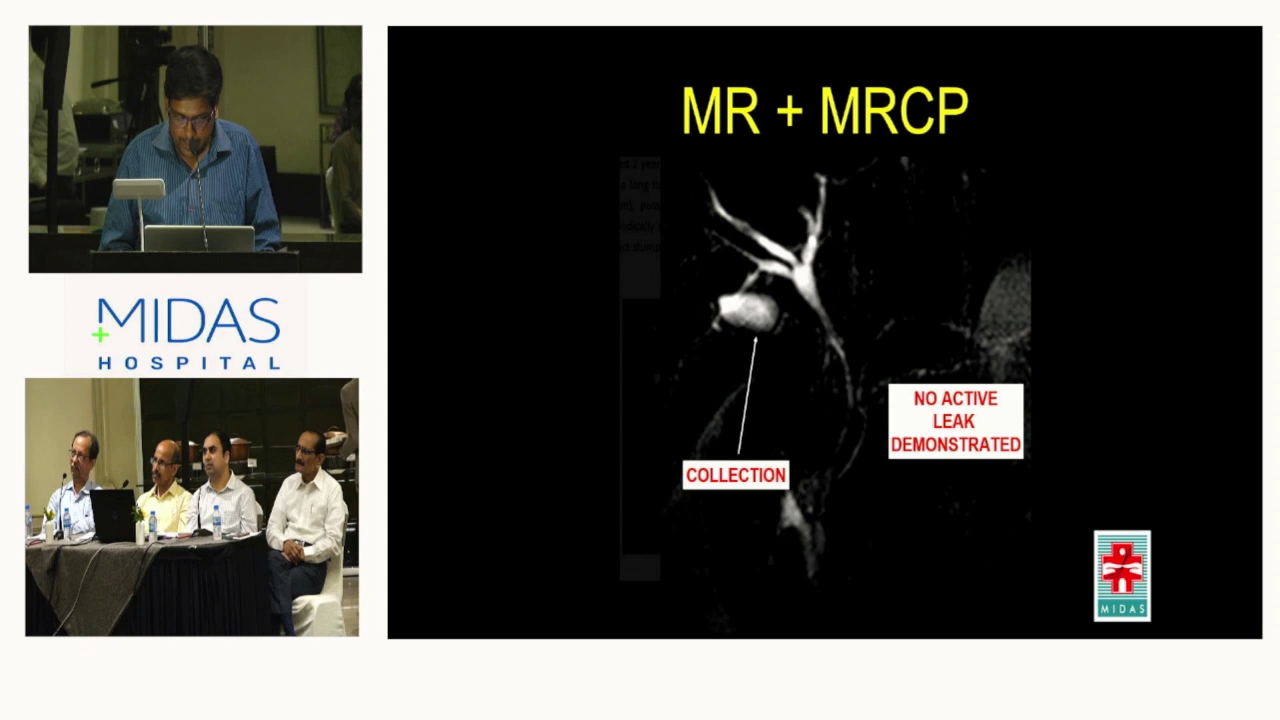 MIDAS
HOSPITAL
MR + MRCP
COLLECTION
NO ACTIVE
LEAK
DEMONSTRATED
MIDAS